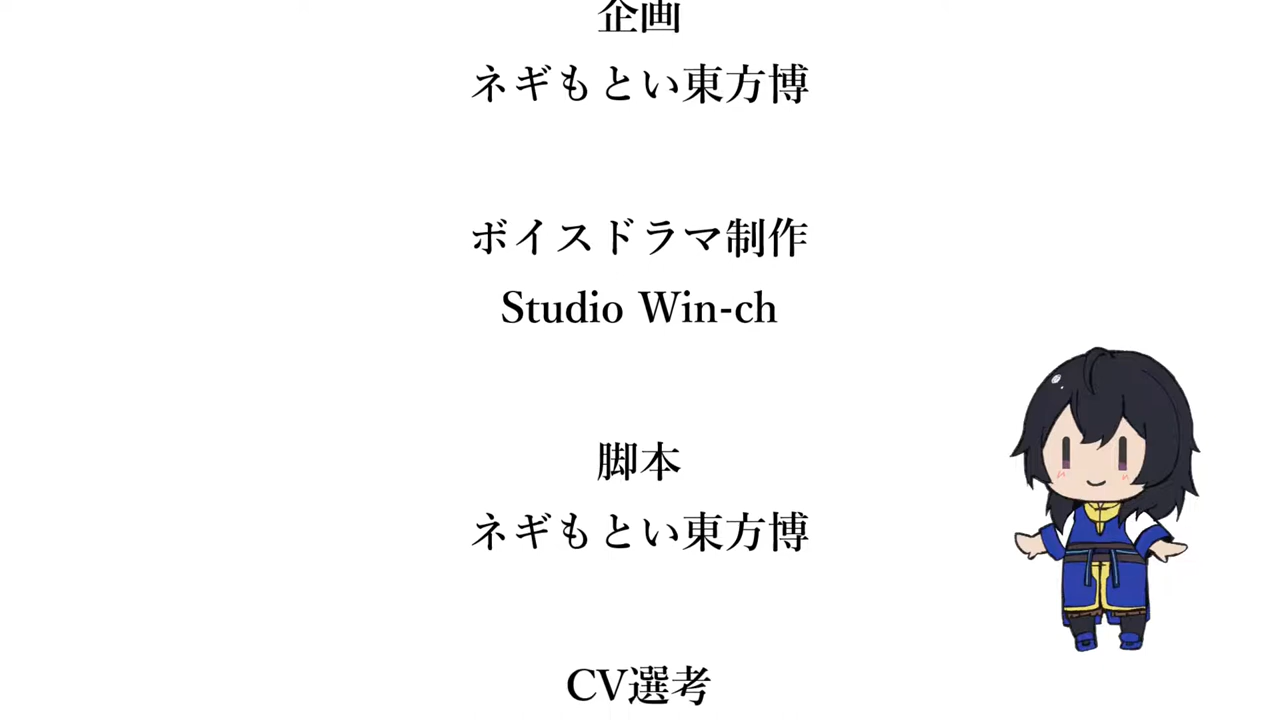 企画
ネギもとい東方博
ボイスドラマ制作
Studio Win-ch
脚本
ネギもとい東方博
CV選考